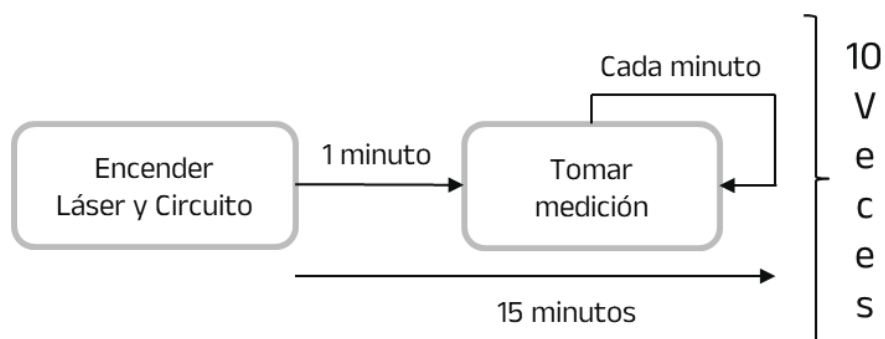 Encender
Láser y Circuito
1 minuto
Tomar
medición
Cada minuto
15 minutos
10
V
e
c
e
s